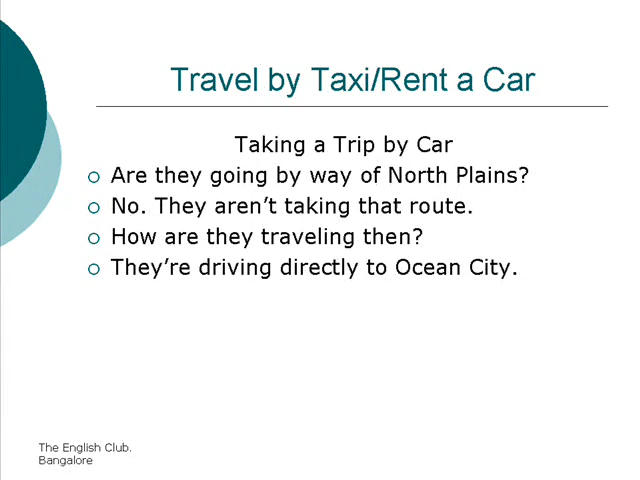 Travel by Taxi/Rent a Car
Taking a Trip by Car
Are they going by way of North Plains?
No. They aren't taking that route.
How are they traveling then?
They're driving directly to Ocean City.
The English Club.
Bangalore